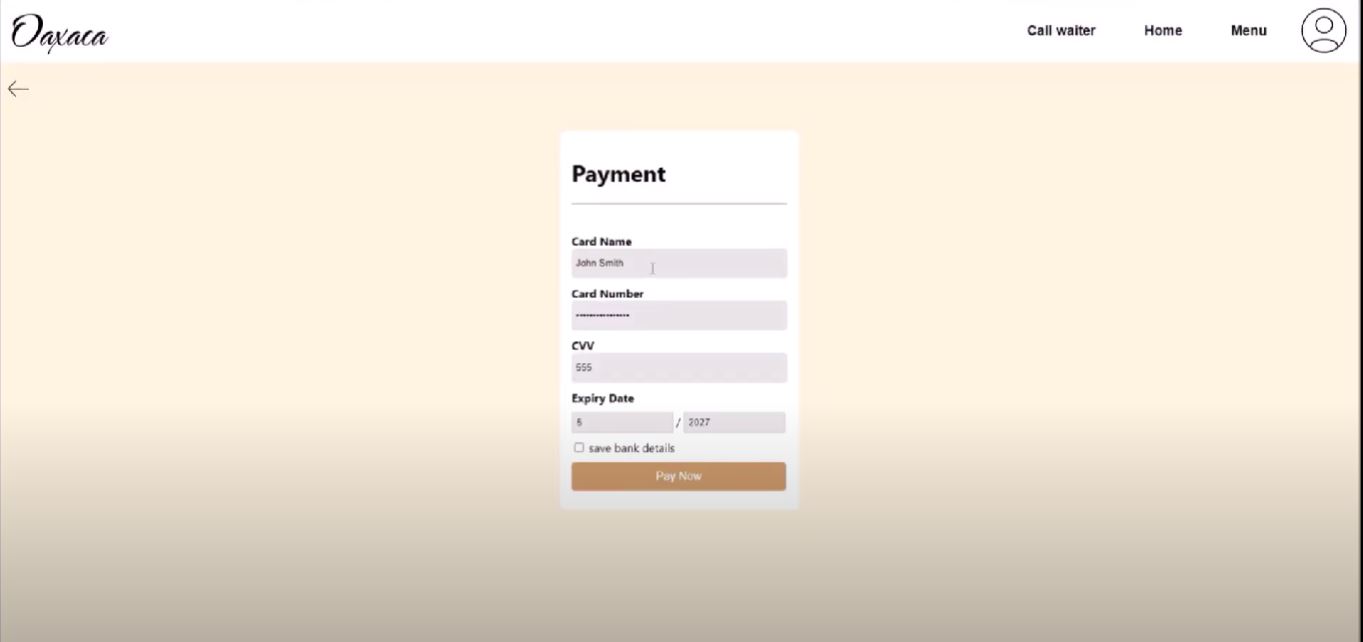 Oaxaca
Call waiter Home Menu
Payment
Card Name
John Smith
Card Number
CVV
555
Expiry Date
5 / 2027
save bank details
Pay Now